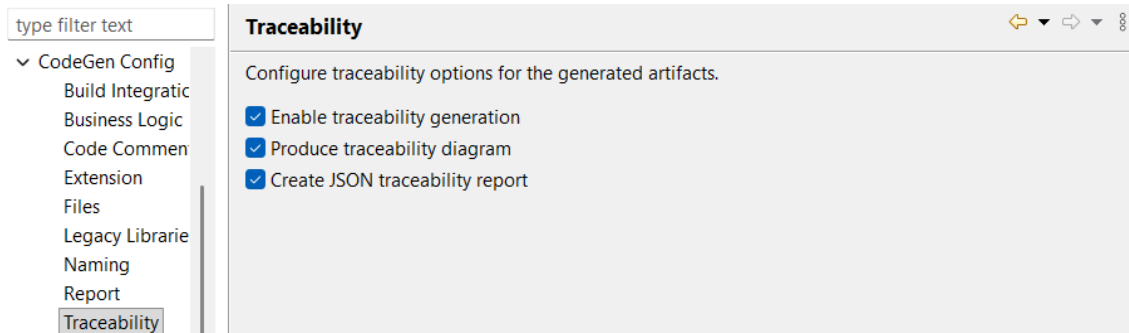 type filter text
CodeGen Config
Build Integratic
Business Logic
Code Commen
Extension
Files
Legacy Librarie
Naming
Report
Traceability
Traceability
Configure traceability options for the generated artifacts.
Enable traceability generation
Produce traceability diagram
Create JSON traceability report